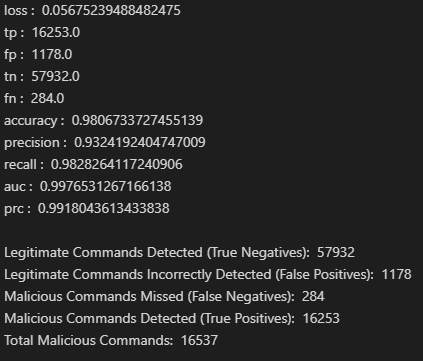 loss :  0.05675239488482475
tp :  16253.0
fp :  1178.0
tn :  57932.0
fn :  284.0
accuracy :  0.9806733727455139
precision :  0.9324192404747009
recall :  0.9828264117240906
auc :  0.9976531267166138
prc :  0.9918043613433838

Legitimate Commands Detected (True Negatives):  57932
Legitimate Commands Incorrectly Detected (False Positives):  1178
Malicious Commands Missed (False Negatives):  284
Malicious Commands Detected (True Positives):  16253
Total Malicious Commands:  16537